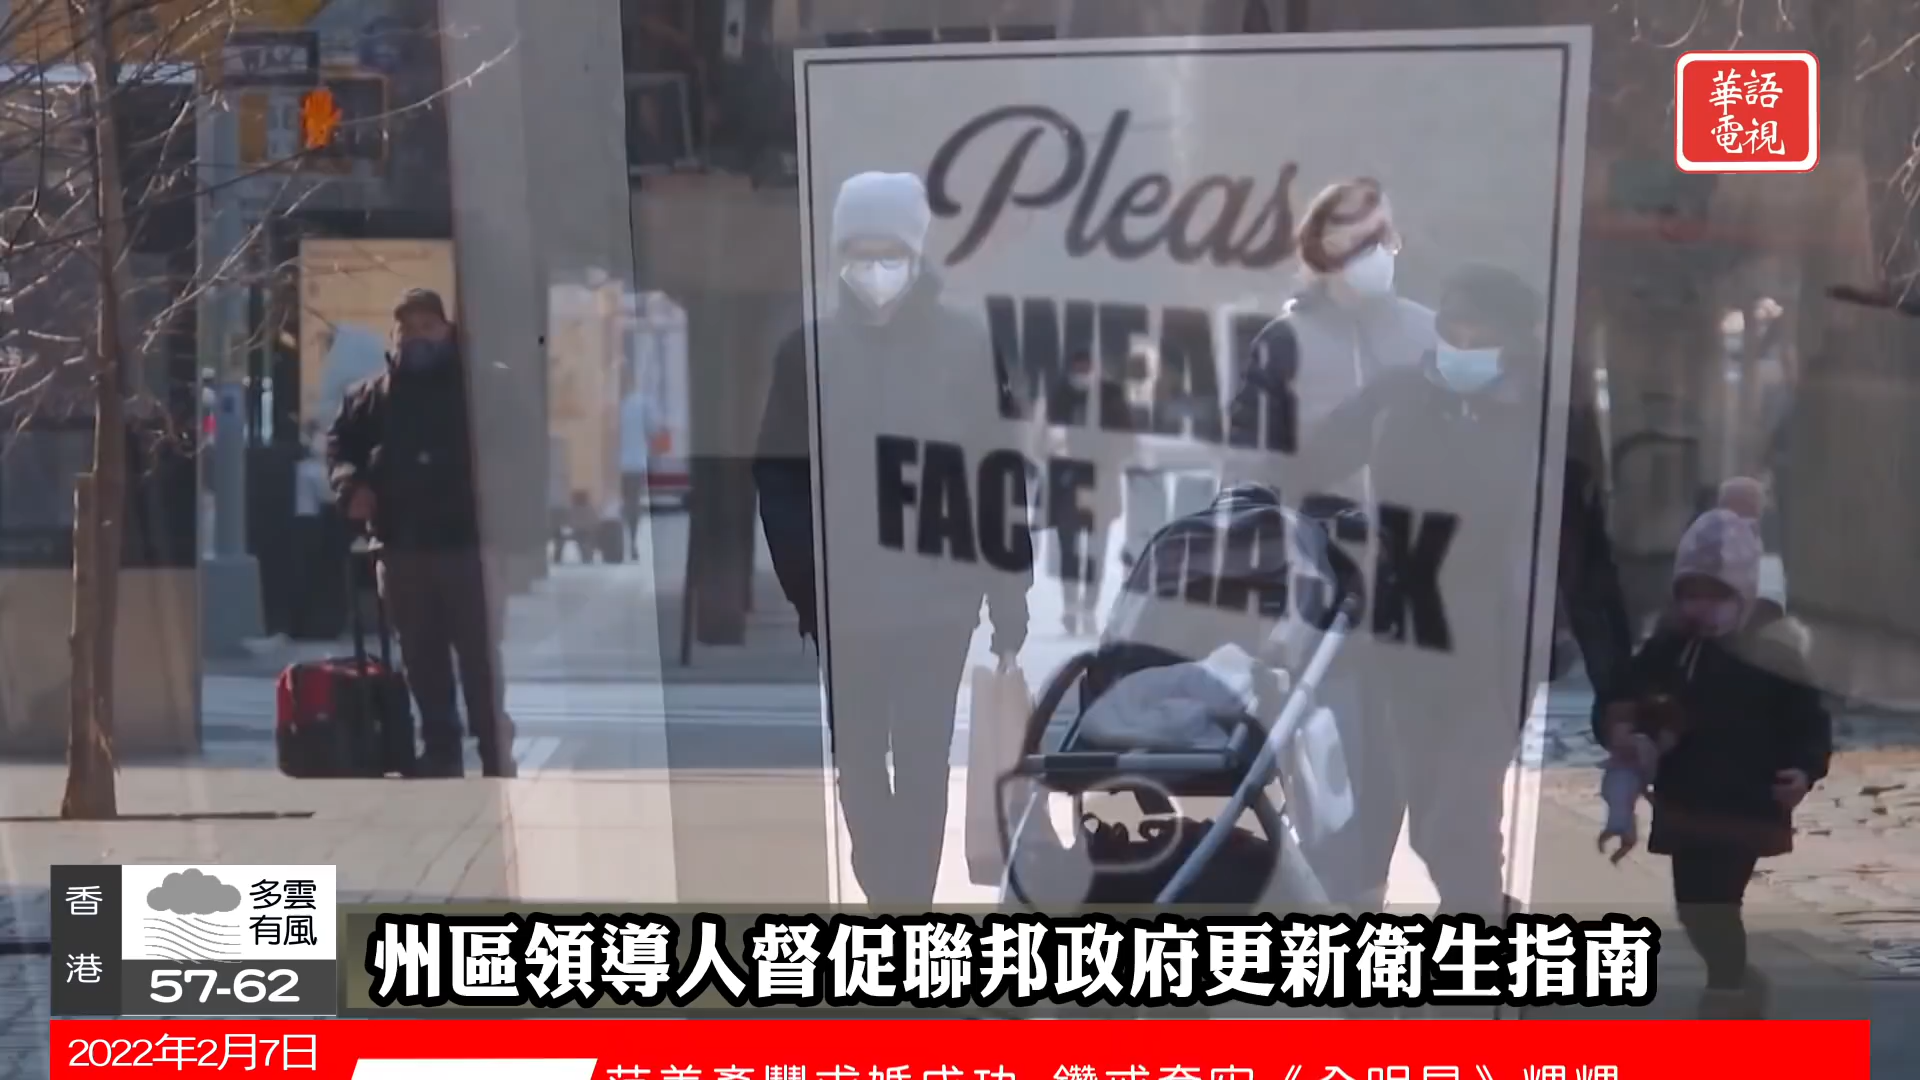 華語
電視
Please
WEAR
FACE MASK
香港
多雲
有風
57-62
州區領導人督促聯邦政府更新衛生指南
2022年2月7日